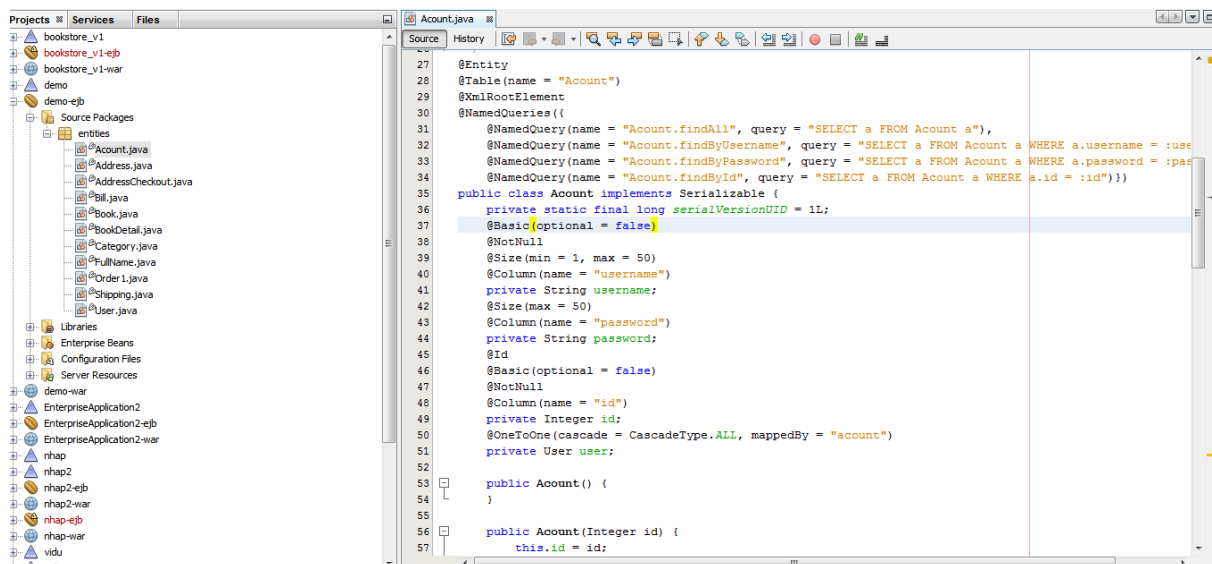 Projects Services Files
bookstore_v1
bookstore_v1-ejb
bookstore_v1-war
demo
demo-ejb
Source Packages
entities
Acount.java
Address.java
AddressCheckout.java
Bill.java
Book.java
BookDetail.java
Category.java
FullName.java
Order1.java
Shipping.java
User.java
Libraries
Enterprise Beans
Configuration Files
Server Resources
demo-war
EnterpriseApplication2
EnterpriseApplication2-ejb
EnterpriseApplication2-war
nhap
nhap2
nhap2-ejb
nhap2-war
nhap-ejb
nhap-war
vidu
Acount.java
Source History
27 @Entity
28 @Table(name = "Acount")
29 @XmlRootElement
30 @NamedQueries({
31 @NamedQuery(name = "Acount.findAll", query = "SELECT a FROM Acount a"),
32 @NamedQuery(name = "Acount.findByUsername", query = "SELECT a FROM Acount a WHERE a.username = :use
33 @NamedQuery(name = "Acount.findByPassword", query = "SELECT a FROM Acount a WHERE a.password = :pas
34 @NamedQuery(name = "Acount.findById", query = "SELECT a FROM Acount a WHERE a.id = :id")})
35 public class Acount implements Serializable {
36 private static final long serialVersionUID = 1L;
37 @Basic(optional = false)
38 @NotNull
39 @Size(min = 1, max = 50)
40 @Column(name = "username")
41 private String username;
42 @Size(max = 50)
43 @Column(name = "password")
44 private String password;
45 @Id
46 @Basic(optional = false)
47 @NotNull
48 @Column(name = "id")
49 private Integer id;
50 @OneToOne(cascade = CascadeType.ALL, mappedBy = "acount")
51 private User user;
52
53 public Acount() {
54 }
55
56 public Acount(Integer id) {
57 this.id = id;